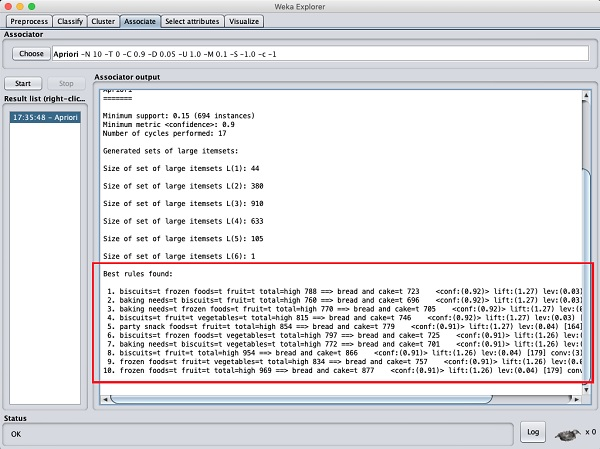 Weka Explorer
Preprocess Classify Cluster Associate Select attributes Visualize
Associator
Choose Apriori -N 10 -T 0 -C 0.9 -D 0.05 -U 1.0 -M 0.1 -S -1.0 -c -1
Start Stop
Result list (right-clic...
17:35:48 - Apriori
Associator output
Apriori
=======
Minimum support: 0.15 (694 instances)
Minimum metric <confidence>: 0.9
Number of cycles performed: 17
Generated sets of large itemsets:
Size of set of large itemsets L(1): 44
Size of set of large itemsets L(2): 380
Size of set of large itemsets L(3): 910
Size of set of large itemsets L(4): 633
Size of set of large itemsets L(5): 105
Size of set of large itemsets L(6): 1
Best rules found:
1. biscuits=t frozen foods=t fruit=t total=high 788 ==> bread and cake=t 723 <conf:(0.92)> lift:(1.27) lev:(0.03)
2. baking needs=t biscuits=t fruit=t total=high 760 ==> bread and cake=t 696 <conf:(0.92)> lift:(1.27) lev:(0.03)
3. baking needs=t frozen foods=t fruit=t total=high 770 ==> bread and cake=t 705 <conf:(0.92)> lift:(1.27) lev:(0
4. biscuits=t fruit=t vegetables=t total=high 815 ==> bread and cake=t 746 <conf:(0.92)> lift:(1.27) lev:(0.03) [
5. party snack foods=t fruit=t total=high 854 ==> bread and cake=t 779 <conf:(0.91)> lift:(1.27) lev:(0.04) [164]
6. biscuits=t frozen foods=t vegetables=t total=high 797 ==> bread and cake=t 725 <conf:(0.91)> lift:(1.26) lev:(
7. baking needs=t biscuits=t vegetables=t total=high 772 ==> bread and cake=t 701 <conf:(0.91)> lift:(1.26) lev:(
8. biscuits=t fruit=t total=high 954 ==> bread and cake=t 866 <conf:(0.91)> lift:(1.26) lev:(0.04) [179] conv:(3
9. frozen foods=t fruit=t vegetables=t total=high 834 ==> bread and cake=t 757 <conf:(0.91)> lift:(1.26) lev:(0.0
10. frozen foods=t fruit=t total=high 969 ==> bread and cake=t 877 <conf:(0.91)> lift:(1.26) lev:(0.04) [179] conv
Status
OK
Log
x 0